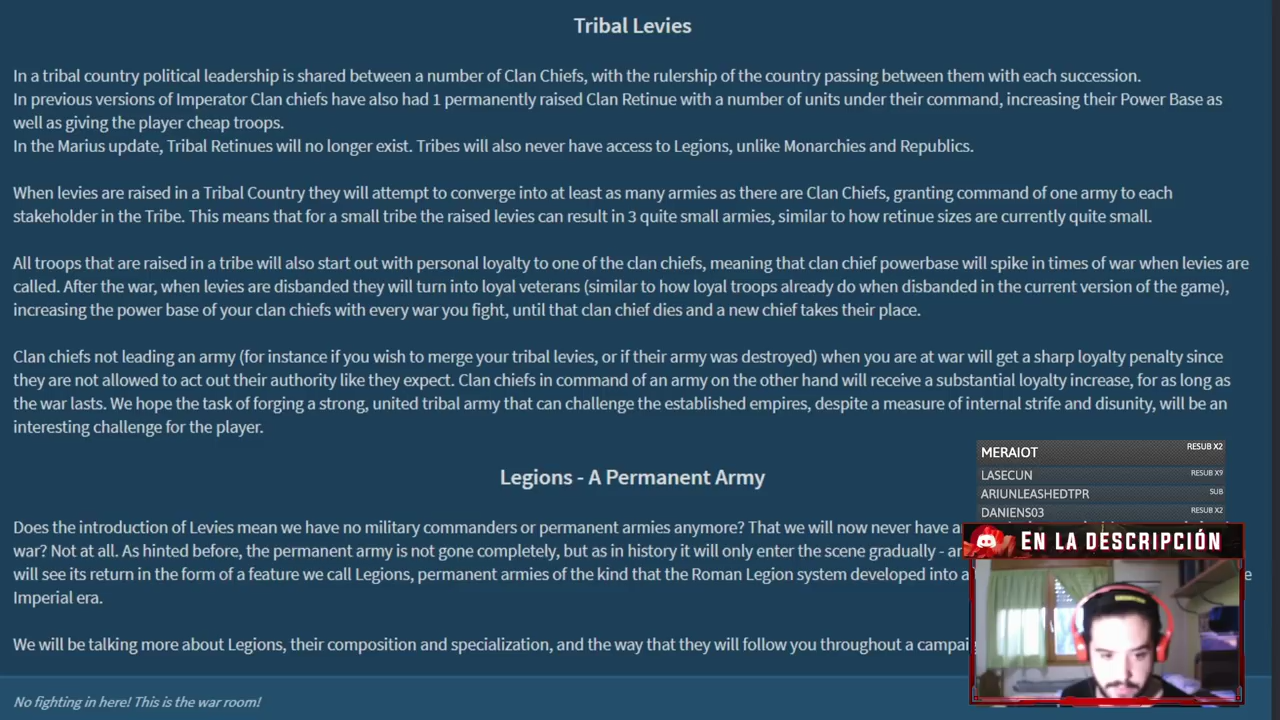 Tribal Levies
In a tribal country political leadership is shared between a number of Clan Chiefs, with the rulership of the country passing between them with each succession.
In previous versions of Imperator Clan chiefs have also had 1 permanently raised Clan Retinue with a number of units under their command, increasing their Power Base as
well as giving the player cheap troops.
In the Marius update, Tribal Retinues will no longer exist. Tribes will also never have access to Legions, unlike Monarchies and Republics.
When levies are raised in a Tribal Country they will attempt to converge into at least as many armies as there are Clan Chiefs, granting command of one army to each
stakeholder in the Tribe. This means that for a small tribe the raised levies can result in 3 quite small armies, similar to how retinue sizes are currently quite small.
All troops that are raised in a tribe will also start out with personal loyalty to one of the clan chiefs, meaning that clan chief powerbase will spike in times of war when levies are
called. After the war, when levies are disbanded they will turn into loyal veterans (similar to how loyal troops already do when disbanded in the current version of the game),
increasing the power base of your clan chiefs with every war you fight, until that clan chief dies and a new chief takes their place.
Clan chiefs not leading an army (for instance if you wish to merge your tribal levies, or if their army was destroyed) when you are at war will get a sharp loyalty penalty since
they are not allowed to act out their authority like they expect. Clan chiefs in command of an army on the other hand will receive a substantial loyalty increase, for as long as
the war lasts. We hope the task of forging a strong, united tribal army that can challenge the established empires, despite a measure of internal strife and disunity, will be an
interesting challenge for the player.
Legions - A Permanent Army
Does the introduction of Levies mean we have no military commanders or permanent armies anymore? That we will now never have
war? Not at all. As hinted before, the permanent army is not gone completely, but as in history it will only enter the scene gradually -
will see its return in the form of a feature we call Legions, permanent armies of the kind that the Roman Legion system developed into
Imperial era.
We will be talking more about Legions, their composition and specialization, and the way that they will follow you throughout a
No fighting in here! This is the war room!
MERAIOT RESUB X2
LASECUN RESUB X9
ARIUNLEASHEDTPR SUB
DANIENS03 RESUB X2
EN LA DESCRIPCIÓN